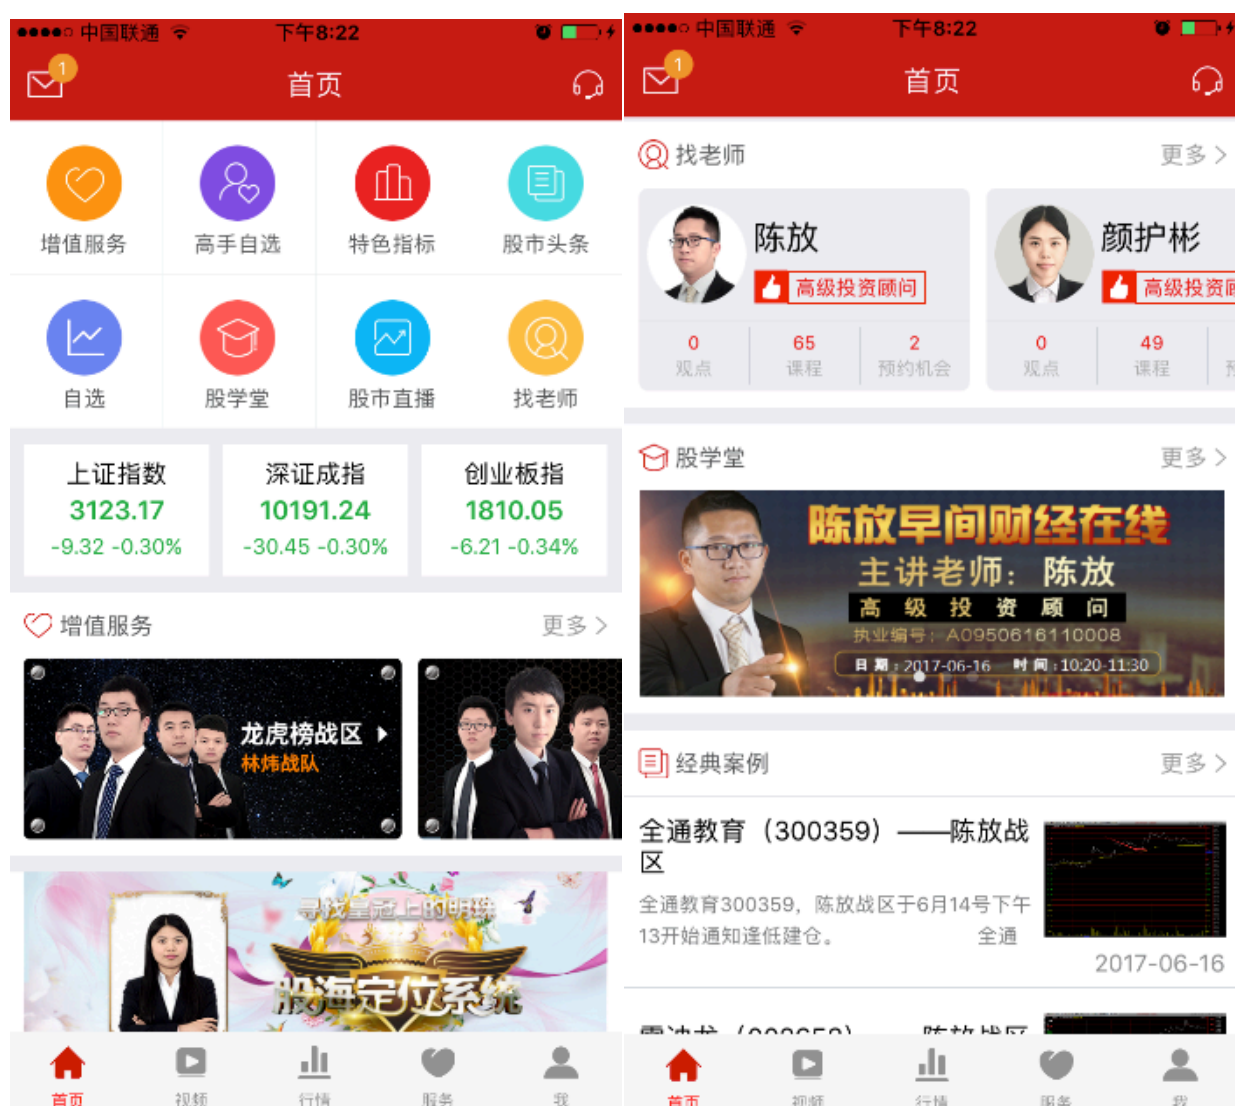 中国联通
下午8:22
1
首页
增值服务
高手自选
特色指标
股市头条
自选
股学堂
股市直播
找老师
上证指数
3123.17
-9.32 -0.30%
深证成指
10191.24
-30.45 -0.30%
创业板指
1810.05
-6.21 -0.34%
增值服务
更多
龙虎榜战区
林炜战队
寻找皇冠上的明珠
股海定位系统
首页
视频
行情
服务
我
中国联通
下午8:22
1
首页
找老师
更多
陈放
高级投资顾问
0
观点
65
课程
2
预约机会
颜护彬
高级投资顾
0
观点
49
课程
股学堂
更多
陈放早间财经在线
主讲老师：陈放
高级投资顾问
执业编号：A0950616110008
日期：2017-06-16 时间：10:20-11:30
经典案例
更多
全通教育（300359）——陈放战
区
全通教育300359，陈放战区于6月14号下午
13开始通知逢低建仓。 全通
2017-06-16
首页
视频
行情
服务
我